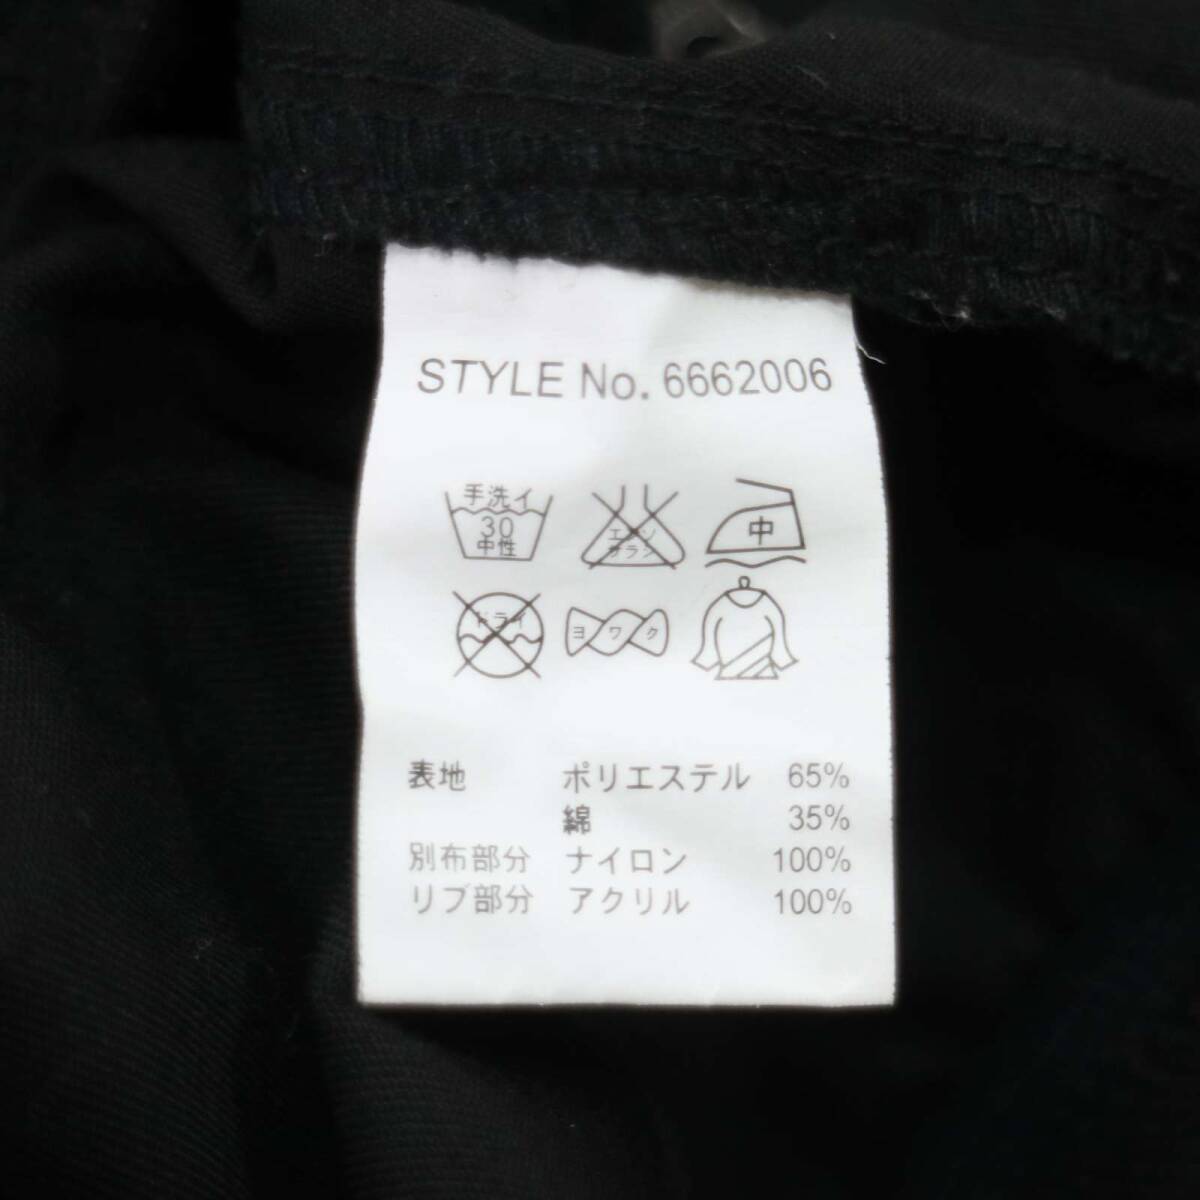 STYLE No. 6662006
手洗イ
30
中性
エンソ
サラシ
中
ドライ
ヨワク
表地 ポリエステル 65%
綿 35%
別布部分 ナイロン 100%
リブ部分 アクリル 100%